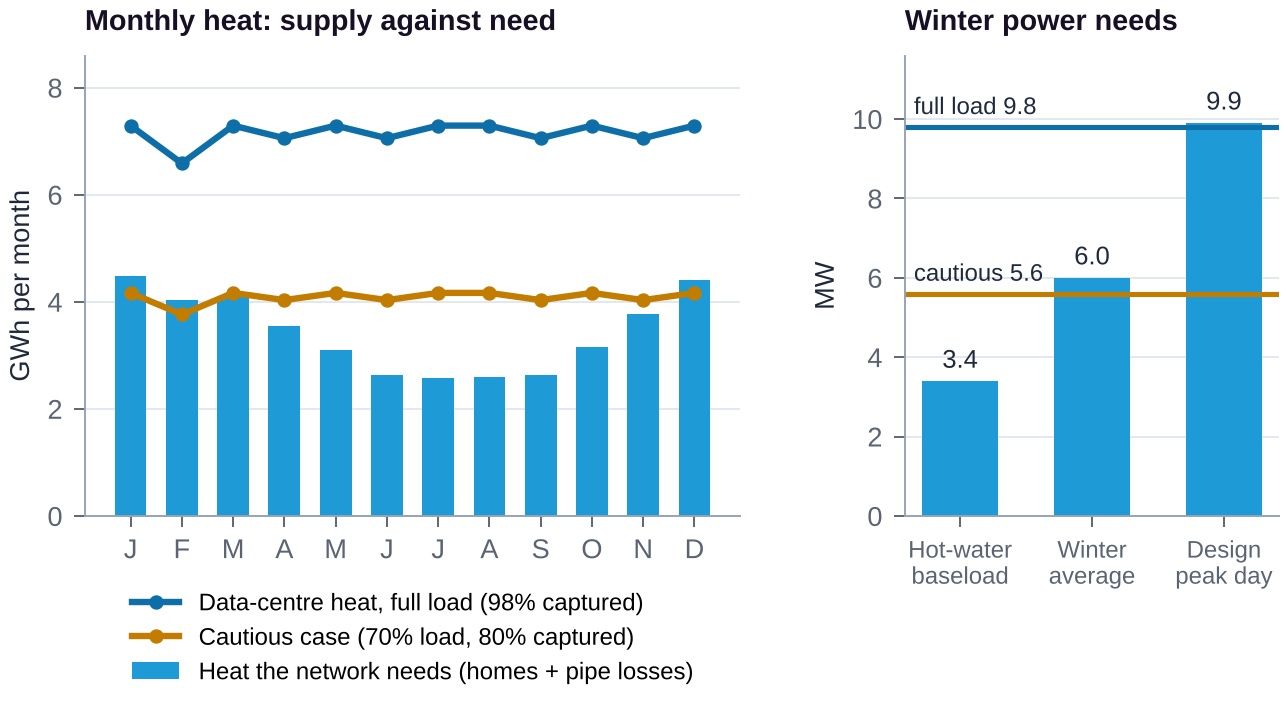 Monthly heat: supply against need
GWh per month
8
6
4
2
0
J F M A M J J A S O N D
Data-centre heat, full load (98% captured)
Cautious case (70% load, 80% captured)
Heat the network needs (homes + pipe losses)
Winter power needs
MW
10
8
6
4
2
0
full load 9.8
cautious 5.6
3.4
6.0
9.9
Hot-water
baseload
Winter
average
Design
peak day